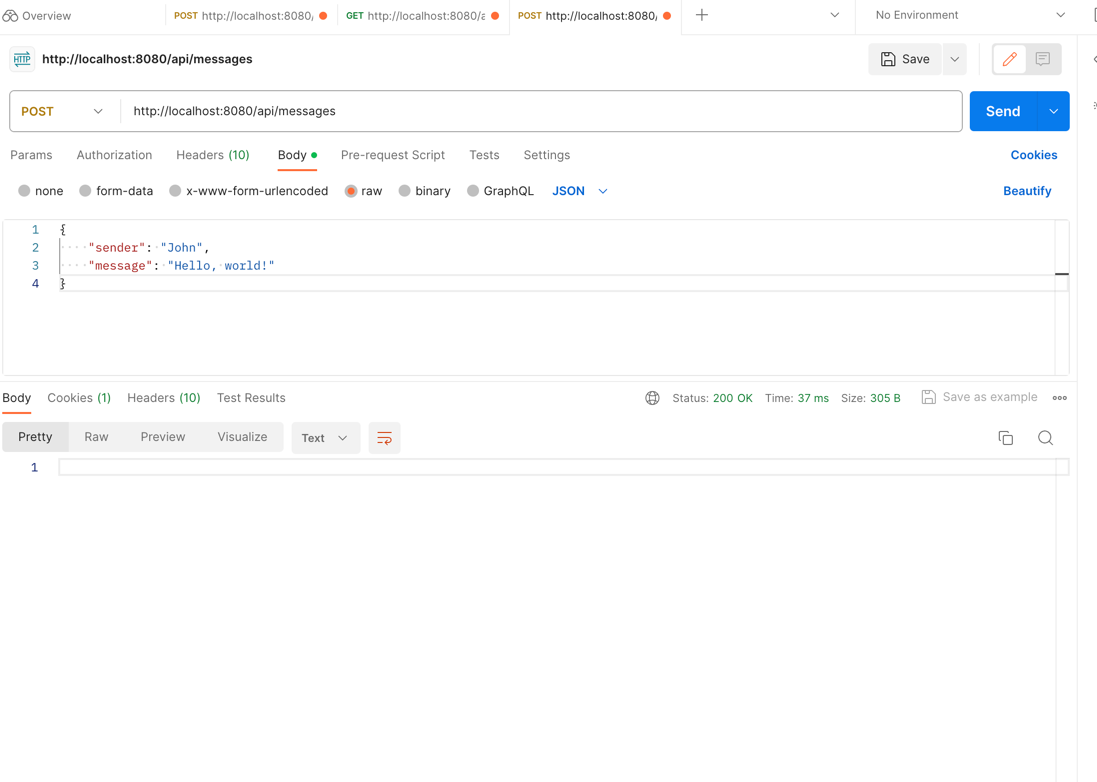 Overview POST http://localhost:8080/ GET http://localhost:8080/a POST http://localhost:8080/ No Environment
HTTP http://localhost:8080/api/messages Save
POST http://localhost:8080/api/messages Send
Params Authorization Headers (10) Body Pre-request Script Tests Settings Cookies
none form-data x-www-form-urlencoded raw binary GraphQL JSON Beautify
1 {
2 "sender": "John",
3 "message": "Hello, world!"
4 }
Body Cookies (1) Headers (10) Test Results Status: 200 OK Time: 37 ms Size: 305 B Save as example
Pretty Raw Preview Visualize Text
1